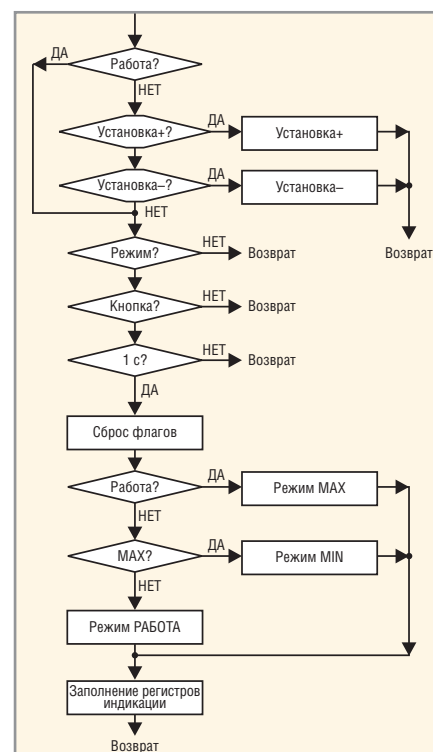 ДА
Работа?
НЕТ
Установка+?
ДА
Установка+
Установка–?
ДА
Установка–
НЕТ
Возврат
Режим?
НЕТ
Возврат
Кнопка?
НЕТ
Возврат
1 с?
НЕТ
Возврат
ДА
Сброс флагов
Работа?
ДА
Режим MAX
НЕТ
MAX?
ДА
Режим MIN
НЕТ
Режим РАБОТА
Заполнение регистров
индикации
Возврат